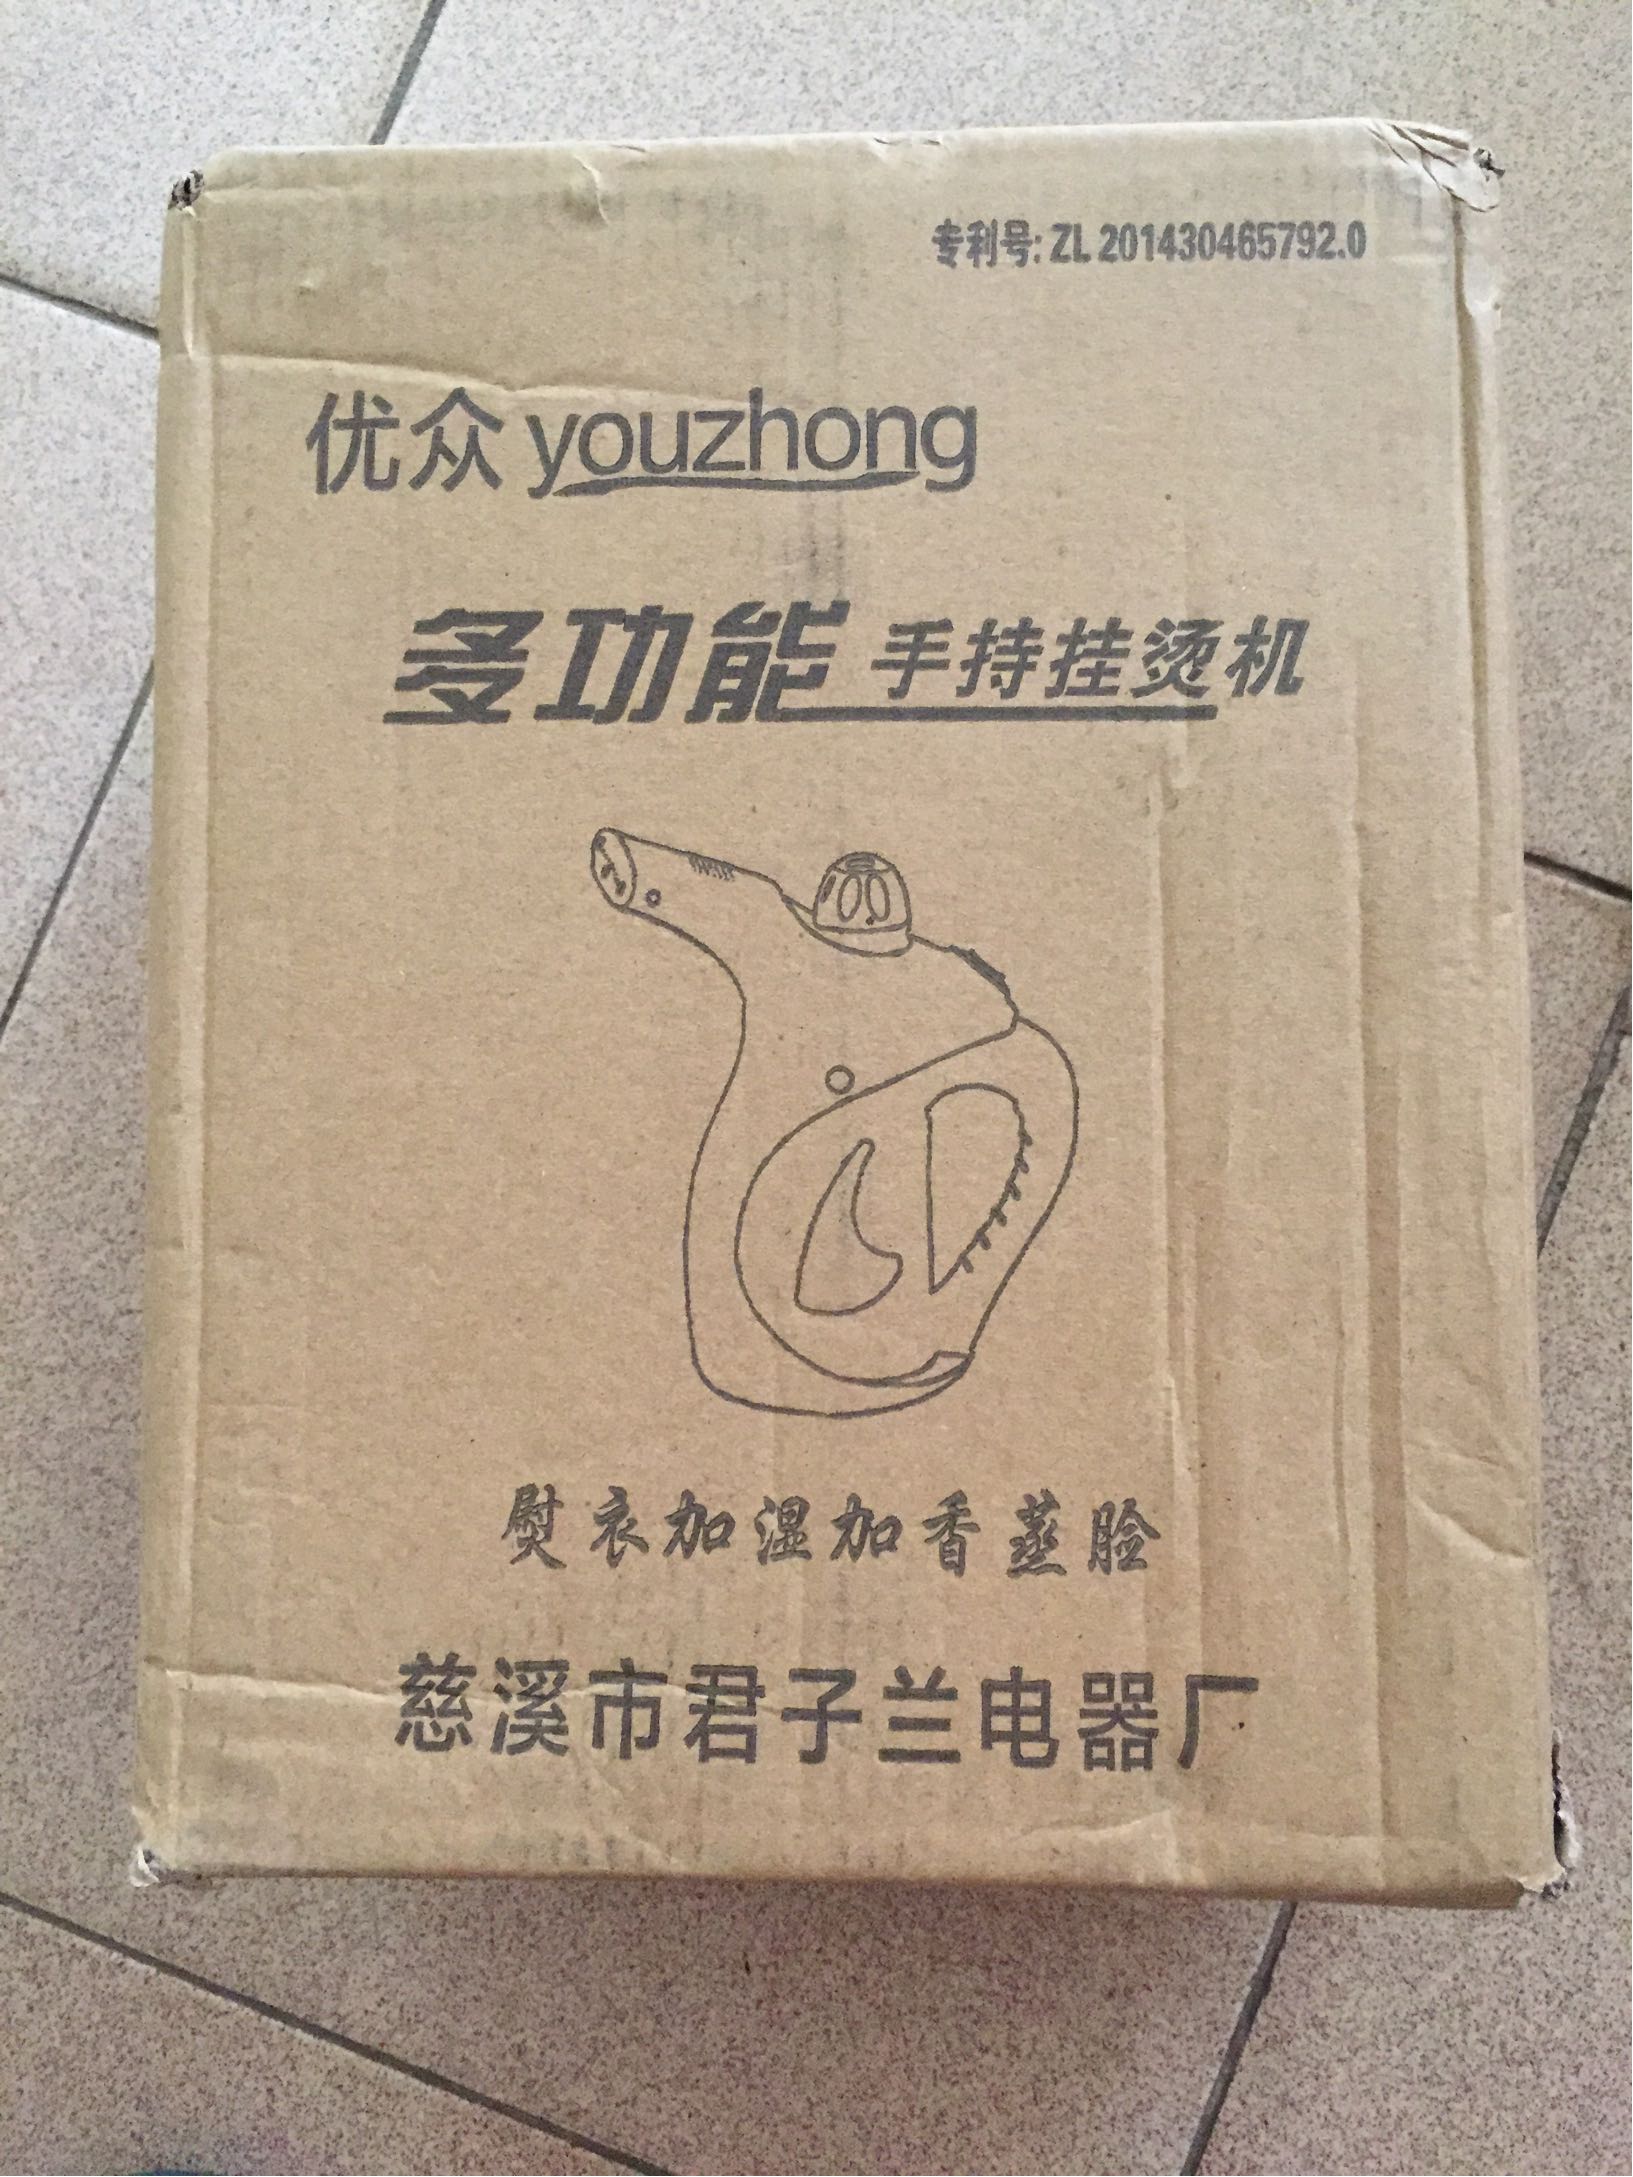 专利号: ZL 201430465792.0
优众 youzhong
多功能 手持挂烫机
熨衣加湿加香蒸脸
慈溪市君子兰电器厂